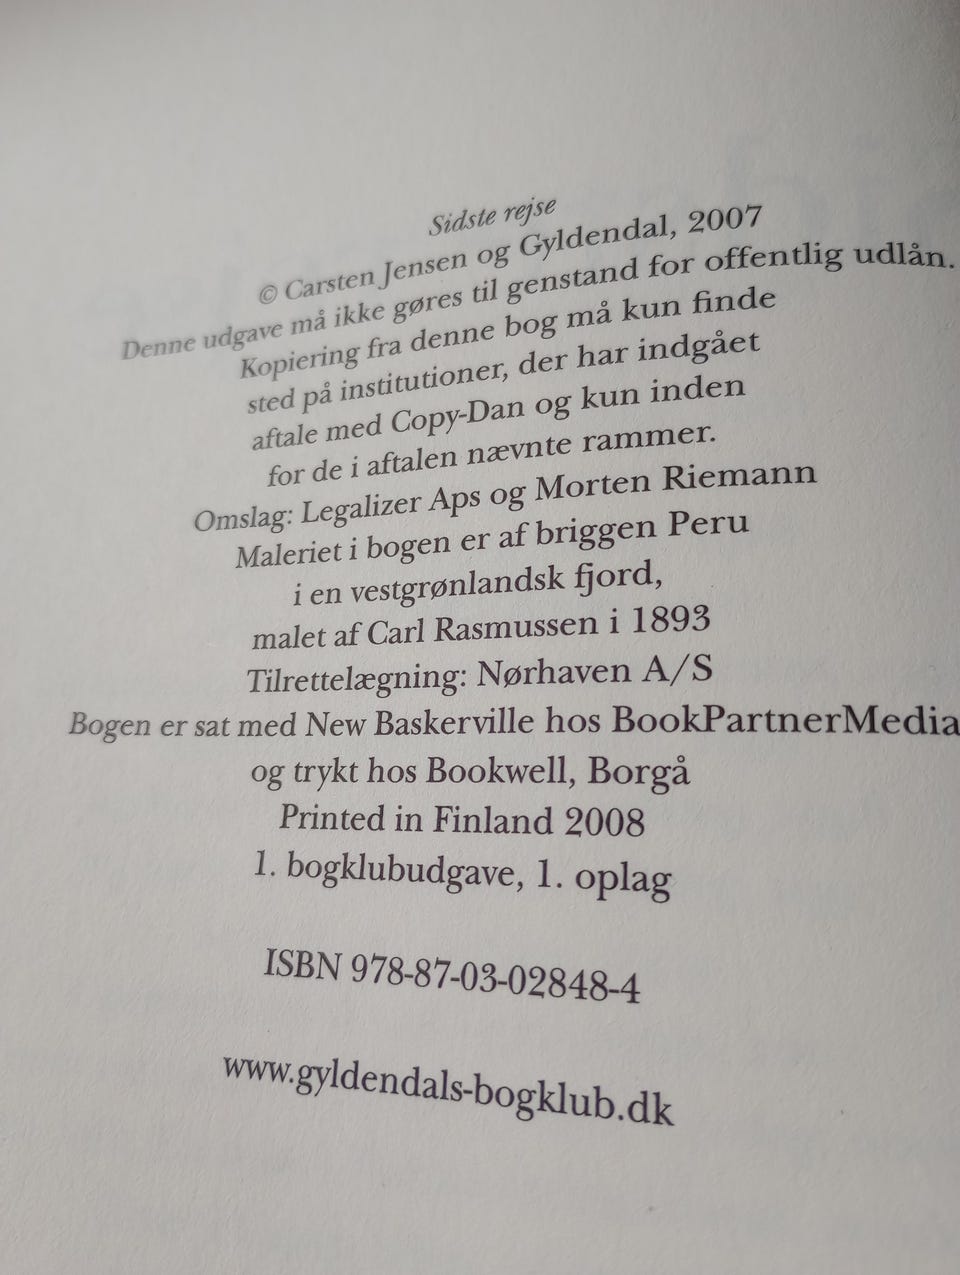 Sidste rejse
© Carsten Jensen og Gyldendal, 2007
Denne udgave må ikke gøres til genstand for offentlig udlån.
Kopiering fra denne bog må kun finde
sted på institutioner, der har indgået
aftale med Copy-Dan og kun inden
for de i aftalen nævnte rammer.
Omslag: Legalizer Aps og Morten Riemann
Maleriet i bogen er af briggen Peru
i en vestgrønlandsk fjord,
malet af Carl Rasmussen i 1893
Tilrettelægning: Nørhaven A/S
Bogen er sat med New Baskerville hos BookPartnerMedia
og trykt hos Bookwell, Borgå
Printed in Finland 2008
1. bogklubudgave, 1. oplag
ISBN 978-87-03-02848-4
www.gyldendals-bogklub.dk